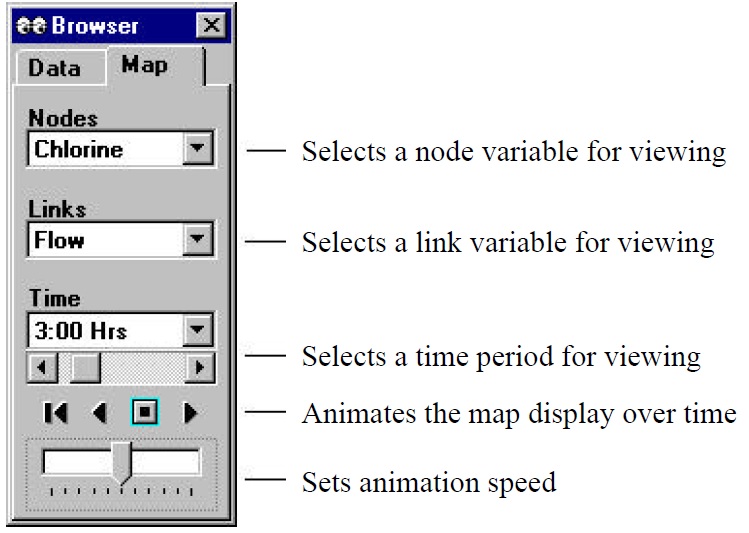 Browser
Data Map
Nodes
Chlorine
Selects a node variable for viewing
Links
Flow
Selects a link variable for viewing
Time
3:00 Hrs
Selects a time period for viewing
Animates the map display over time
Sets animation speed